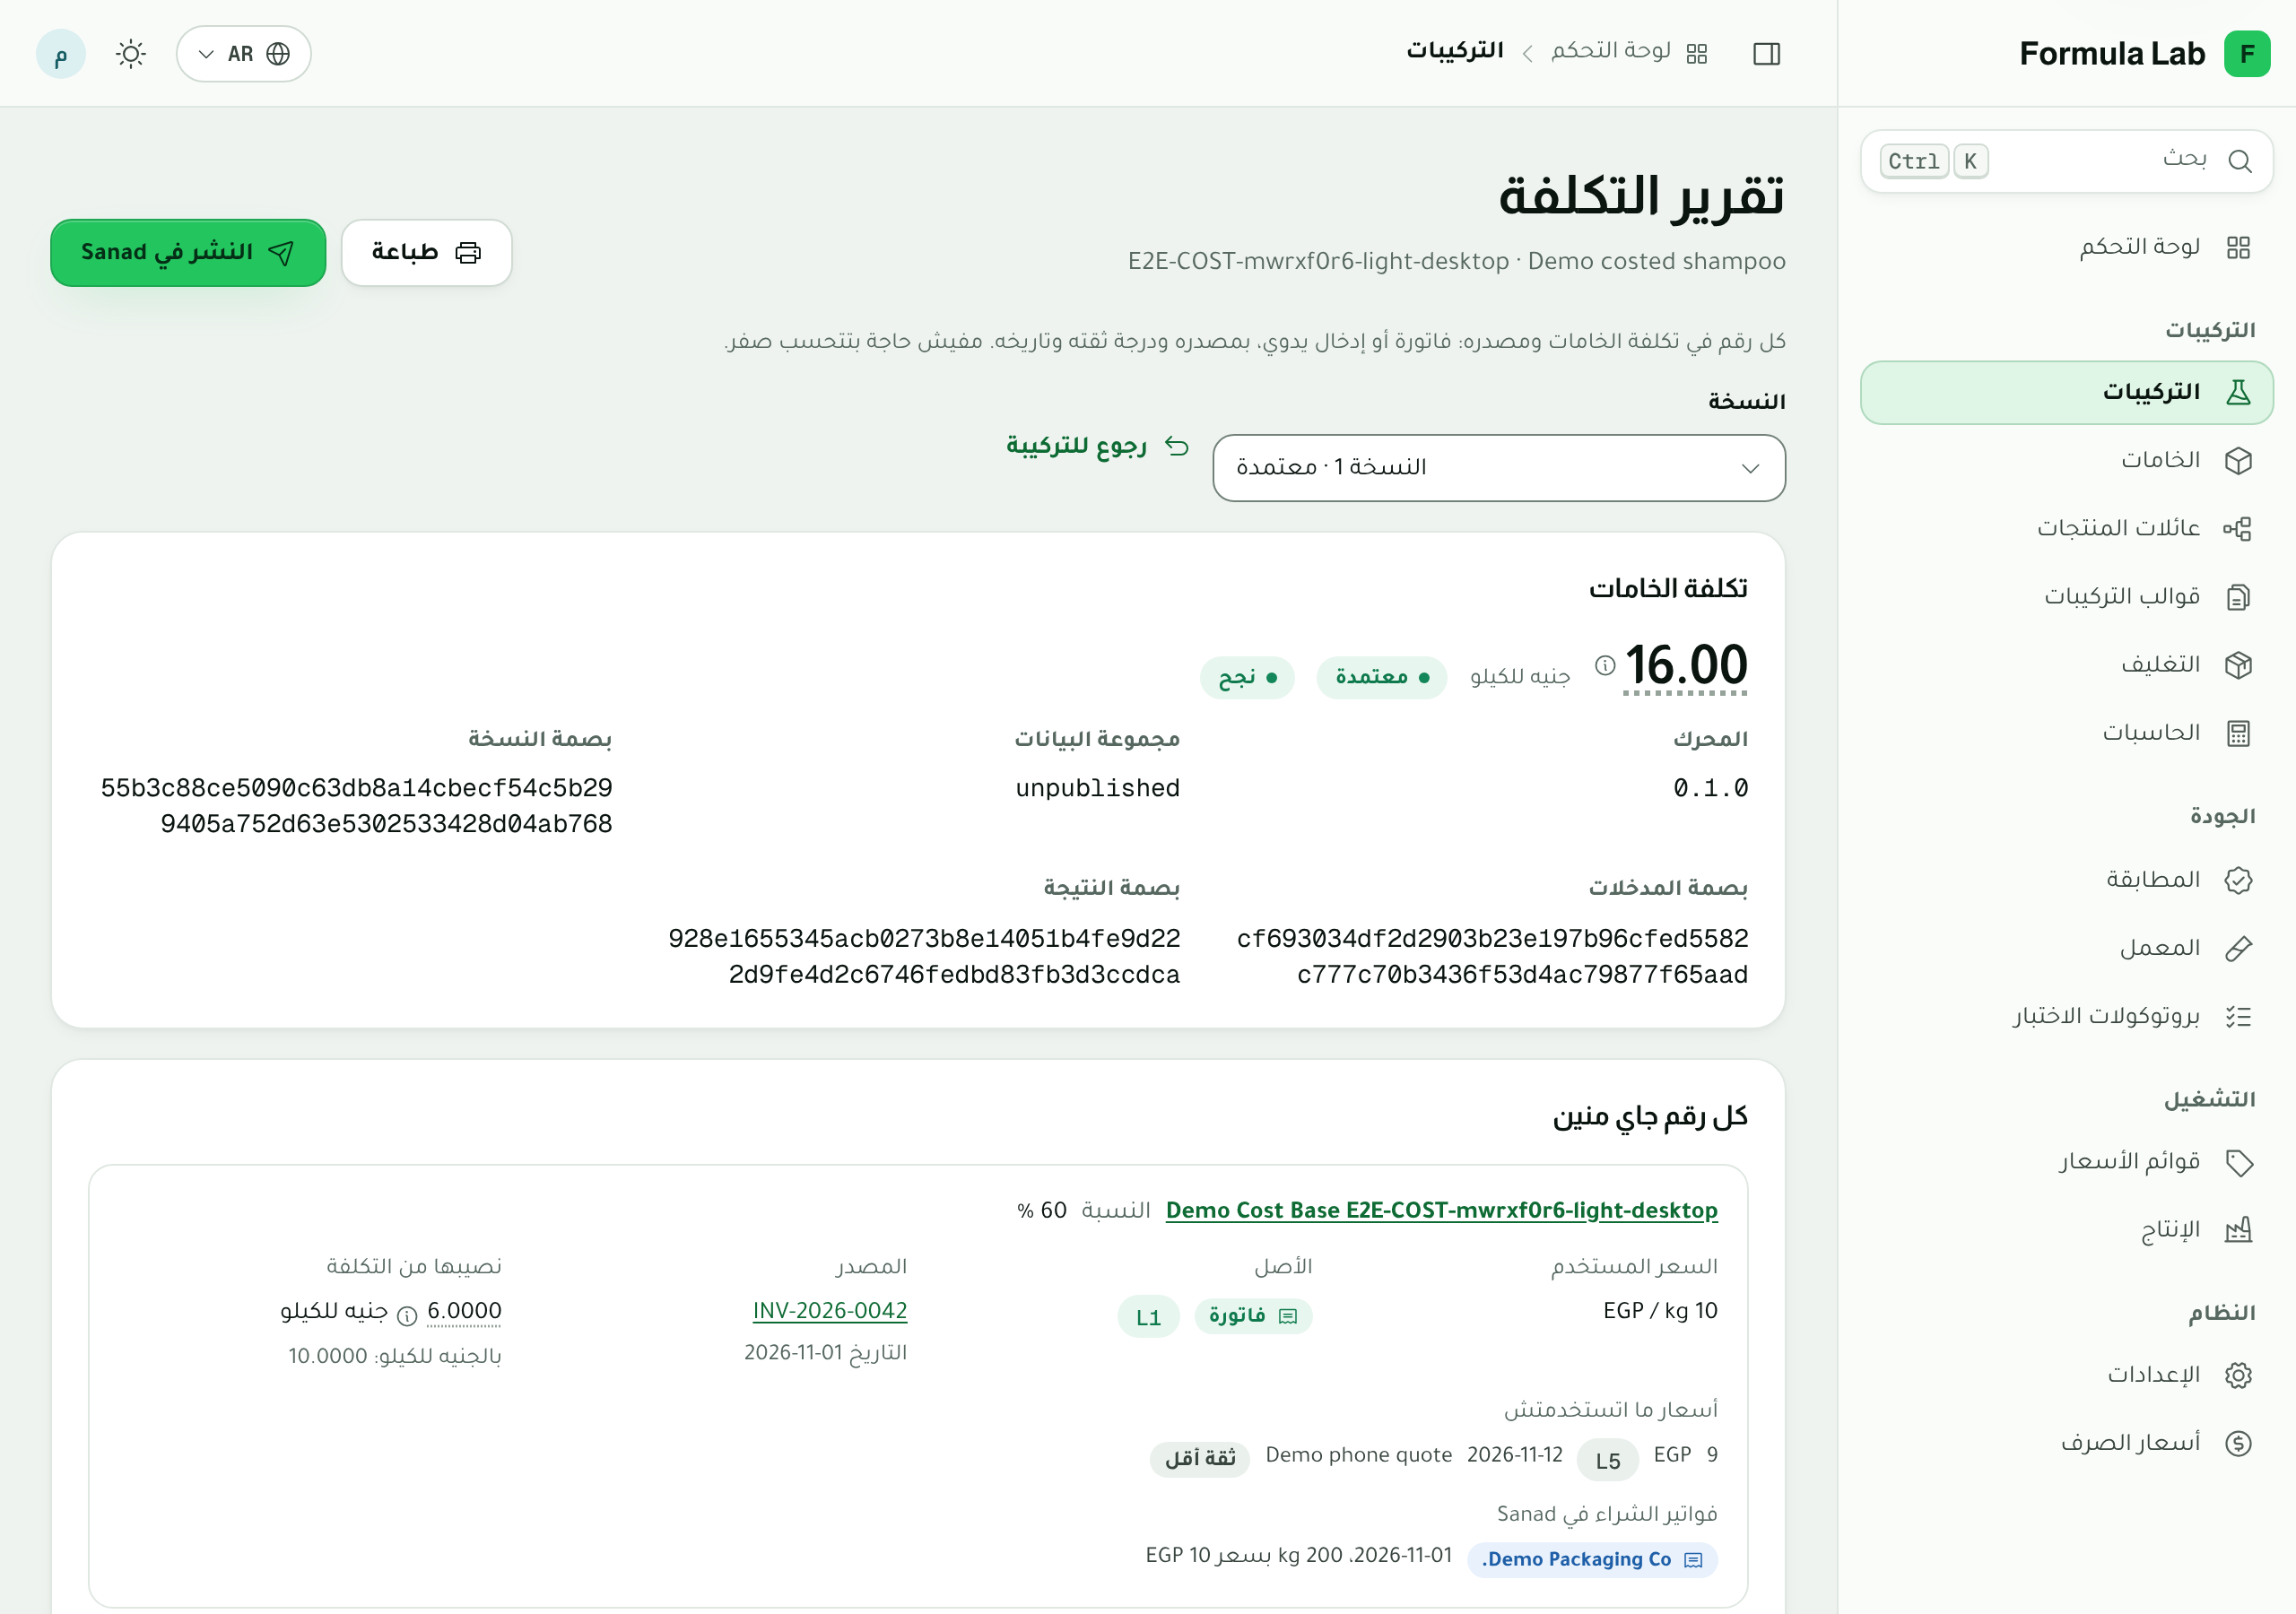 Formula Lab
F
لوحة التحكم
التركيبات
AR
م
بحث
Ctrl K
لوحة التحكم
التركيبات
التركيبات
الخامات
عائلات المنتجات
قوالب التركيبات
التغليف
الحاسبات
الجودة
المطابقة
المعمل
بروتوكولات الاختبار
التشغيل
قوائم الأسعار
الإنتاج
النظام
الإعدادات
أسعار الصرف
تقرير التكلفة
E2E-COST-mwrxf0r6-light-desktop · Demo costed shampoo
طباعة
النشر في Sanad
كل رقم في تكلفة الخامات ومصدره: فاتورة أو إدخال يدوي، بمصدره ودرجة ثقته وتاريخه. مفيش حاجة بتتحسب صفر.
النسخة
النسخة 1 · معتمدة
رجوع للتركيبة
تكلفة الخامات
16.00 جنيه للكيلو معتمدة نجح
المحرك
0.1.0
مجموعة البيانات
unpublished
بصمة النسخة
55b3c88ce5090c63db8a14cbecf54c5b29
9405a752d63e5302533428d04ab768
بصمة المدخلات
cf693034df2d2903b23e197b96cfed5582
c777c70b3436f53d4ac79877f65aad
بصمة النتيجة
928e1655345acb0273b8e14051b4fe9d22
2d9fe4d2c6746fedbd83fb3d3ccdca
كل رقم جاي منين
Demo Cost Base E2E-COST-mwrxf0r6-light-desktop النسبة 60 %
السعر المستخدم
EGP / kg 10
الأصل
فاتورة L1
المصدر
INV-2026-0042
التاريخ 2026-11-01
نصيبها من التكلفة
6.0000 جنيه للكيلو
بالجنيه للكيلو: 10.0000
أسعار ما اتستخدمتش
9 EGP L5 2026-11-12 Demo phone quote ثقة أقل
فواتير الشراء في Sanad
Demo Packaging Co. 2026-11-01، 200 kg بسعر 10 EGP